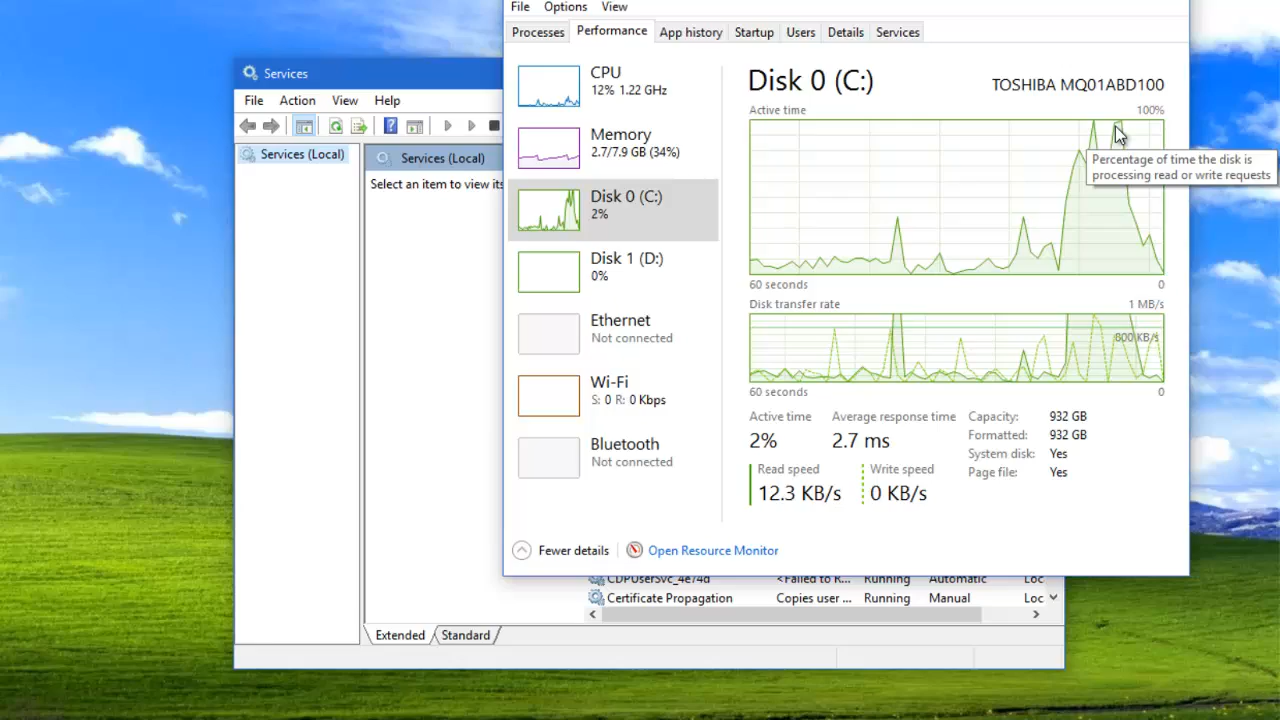 File Options View
Processes Performance App history Startup Users Details Services
CPU
12% 1.22 GHz
Memory
2.7/7.9 GB (34%)
Disk 0 (C:)
2%
Disk 1 (D:)
0%
Ethernet
Not connected
Wi-Fi
S: 0 R: 0 Kbps
Bluetooth
Not connected
Disk 0 (C:) TOSHIBA MQ01ABD100
Active time 100%
Percentage of time the disk is
processing read or write requests
60 seconds 0
Disk transfer rate 1 MB/s
800 KB/s
60 seconds 0
Active time Average response time
2% 2.7 ms
Read speed Write speed
12.3 KB/s 0 KB/s
Capacity: 932 GB
Formatted: 932 GB
System disk: Yes
Page file: Yes
Fewer details Open Resource Monitor
Services
File Action View Help
Services (Local)
Services (Local)
Select an item to view its
CDPUserSvc_4e74d <Failed to R... Running Automatic Loc
Certificate Propagation Copies user ... Running Manual Loc
Extended Standard